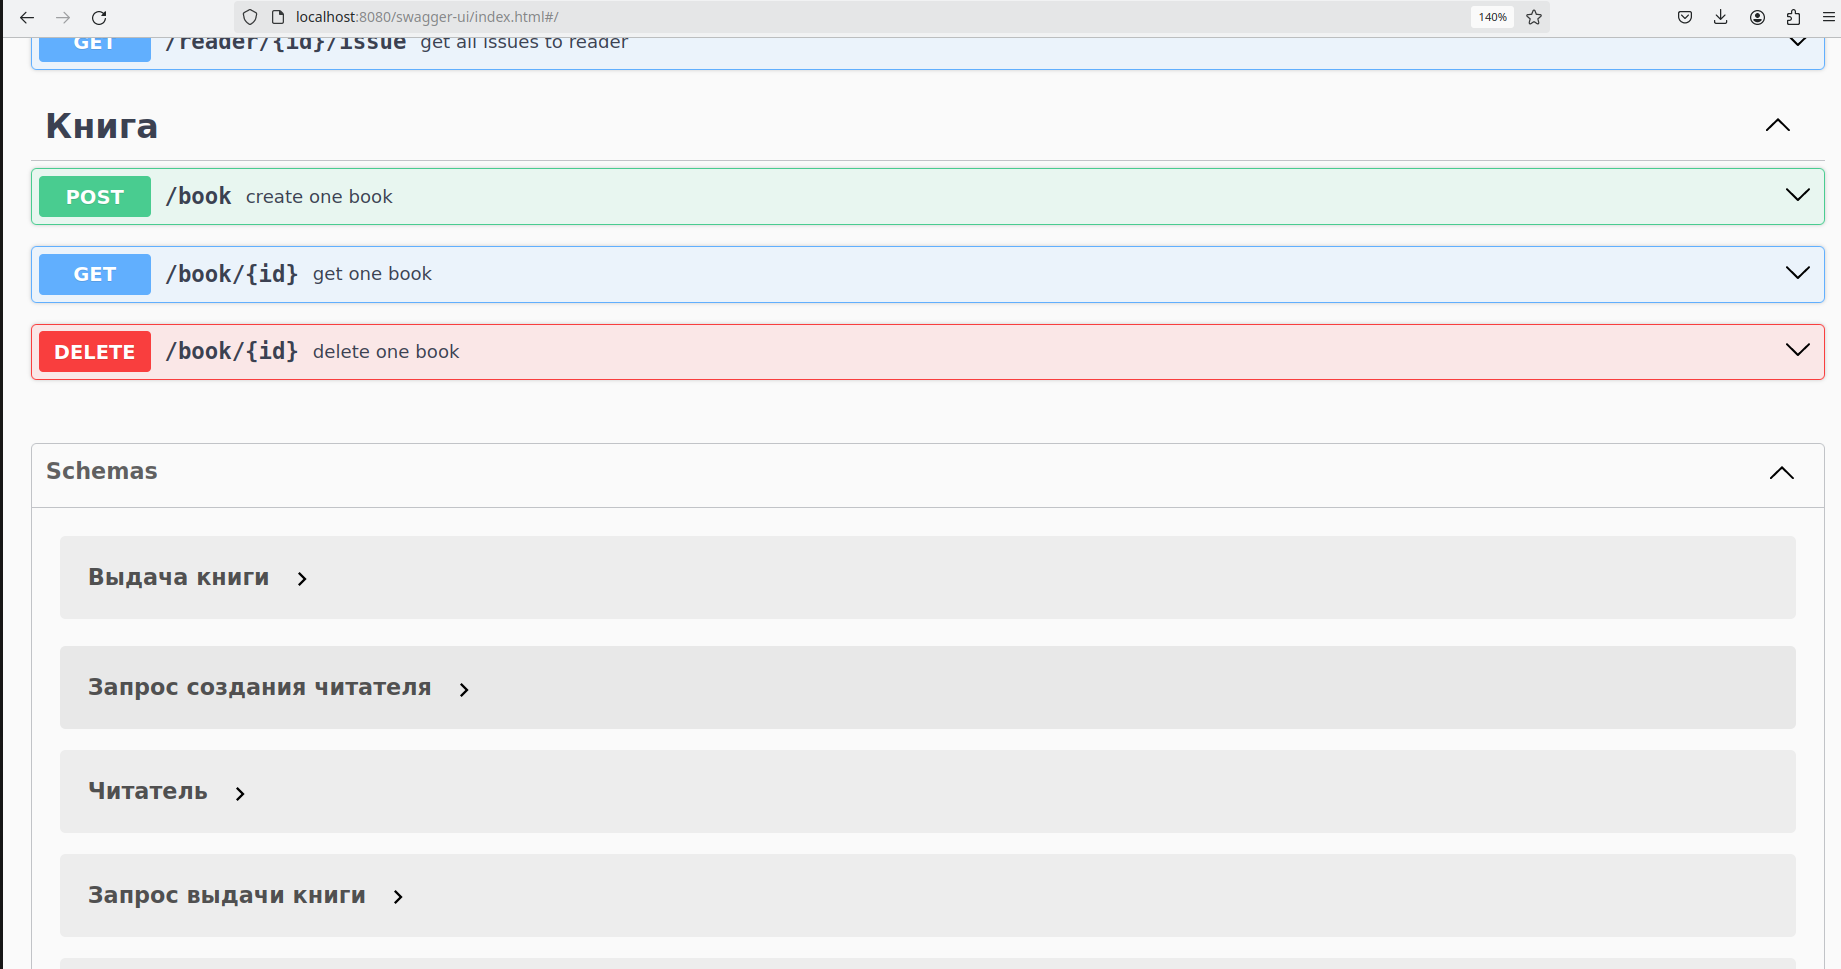 localhost:8080/swagger-ui/index.html#/ 140%
GET /reader/{id}/issue get all issues to reader
Книга
POST /book create one book
GET /book/{id} get one book
DELETE /book/{id} delete one book
Schemas
Выдача книги
Запрос создания читателя
Читатель
Запрос выдачи книги